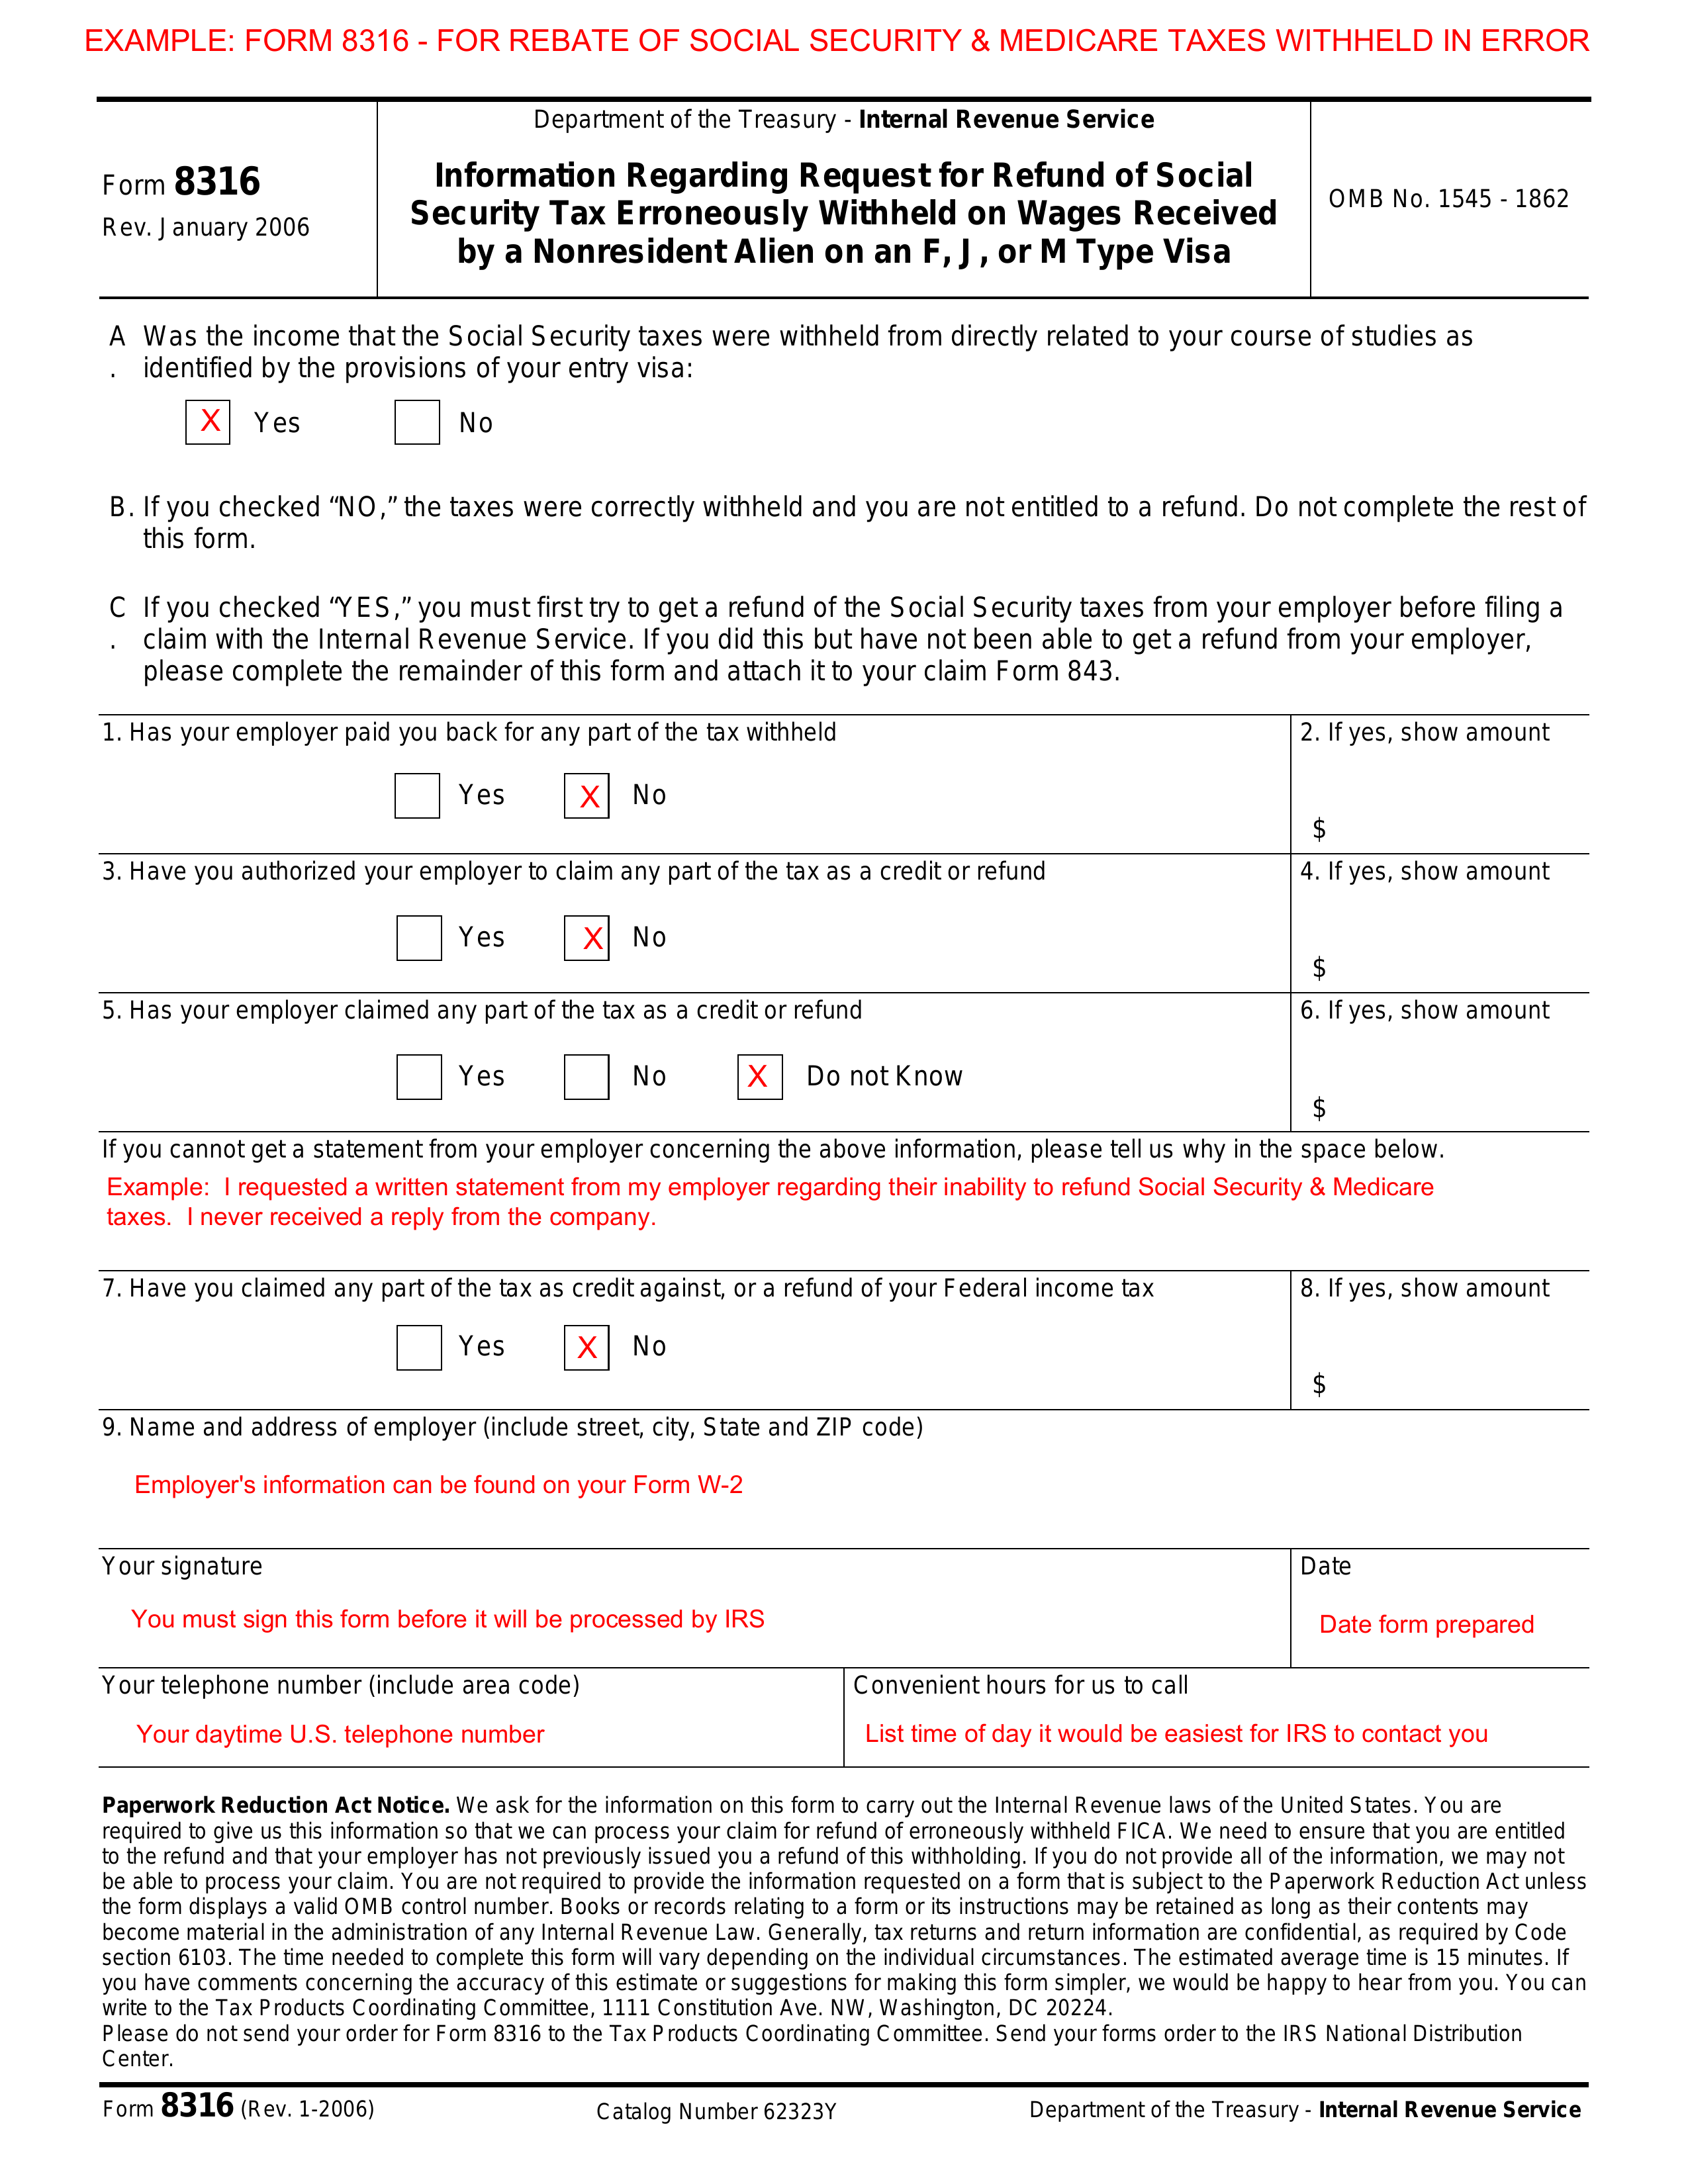 EXAMPLE: FORM 8316 - FOR REBATE OF SOCIAL SECURITY & MEDICARE TAXES WITHHELD IN ERROR
Form 8316
Rev. January 2006
Department of the Treasury - Internal Revenue Service
Information Regarding Request for Refund of Social
Security Tax Erroneously Withheld on Wages Received
by a Nonresident Alien on an F, J, or M Type Visa
OMB No. 1545 - 1862
A Was the income that the Social Security taxes were withheld from directly related to your course of studies as
. identified by the provisions of your entry visa:
X Yes No
B. If you checked “NO,” the taxes were correctly withheld and you are not entitled to a refund. Do not complete the rest of
this form.
C If you checked “YES,” you must first try to get a refund of the Social Security taxes from your employer before filing a
. claim with the Internal Revenue Service. If you did this but have not been able to get a refund from your employer,
please complete the remainder of this form and attach it to your claim Form 843.
1. Has your employer paid you back for any part of the tax withheld
Yes X No
2. If yes, show amount
$
3. Have you authorized your employer to claim any part of the tax as a credit or refund
Yes X No
4. If yes, show amount
$
5. Has your employer claimed any part of the tax as a credit or refund
Yes No X Do not Know
6. If yes, show amount
$
If you cannot get a statement from your employer concerning the above information, please tell us why in the space below.
Example: I requested a written statement from my employer regarding their inability to refund Social Security & Medicare
taxes. I never received a reply from the company.
7. Have you claimed any part of the tax as credit against, or a refund of your Federal income tax
Yes X No
8. If yes, show amount
$
9. Name and address of employer (include street, city, State and ZIP code)
Employer's information can be found on your Form W-2
Your signature
You must sign this form before it will be processed by IRS
Date
Date form prepared
Your telephone number (include area code)
Your daytime U.S. telephone number
Convenient hours for us to call
List time of day it would be easiest for IRS to contact you
Paperwork Reduction Act Notice. We ask for the information on this form to carry out the Internal Revenue laws of the United States. You are
required to give us this information so that we can process your claim for refund of erroneously withheld FICA. We need to ensure that you are entitled
to the refund and that your employer has not previously issued you a refund of this withholding. If you do not provide all of the information, we may not
be able to process your claim. You are not required to provide the information requested on a form that is subject to the Paperwork Reduction Act unless
the form displays a valid OMB control number. Books or records relating to a form or its instructions may be retained as long as their contents may
become material in the administration of any Internal Revenue Law. Generally, tax returns and return information are confidential, as required by Code
section 6103. The time needed to complete this form will vary depending on the individual circumstances. The estimated average time is 15 minutes. If
you have comments concerning the accuracy of this estimate or suggestions for making this form simpler, we would be happy to hear from you. You can
write to the Tax Products Coordinating Committee, 1111 Constitution Ave. NW, Washington, DC 20224.
Please do not send your order for Form 8316 to the Tax Products Coordinating Committee. Send your forms order to the IRS National Distribution
Center.
Form 8316 (Rev. 1-2006)
Catalog Number 62323Y
Department of the Treasury - Internal Revenue Service